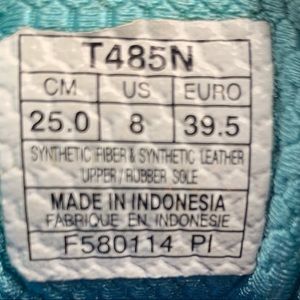 T485N
CM US EURO
25.0 8 39.5
SYNTHETIC FIBER & SYNTHETIC LEATHER
UPPER / RUBBER SOLE
MADE IN INDONESIA
FABRIQUE EN INDONESIE
F580114 PI